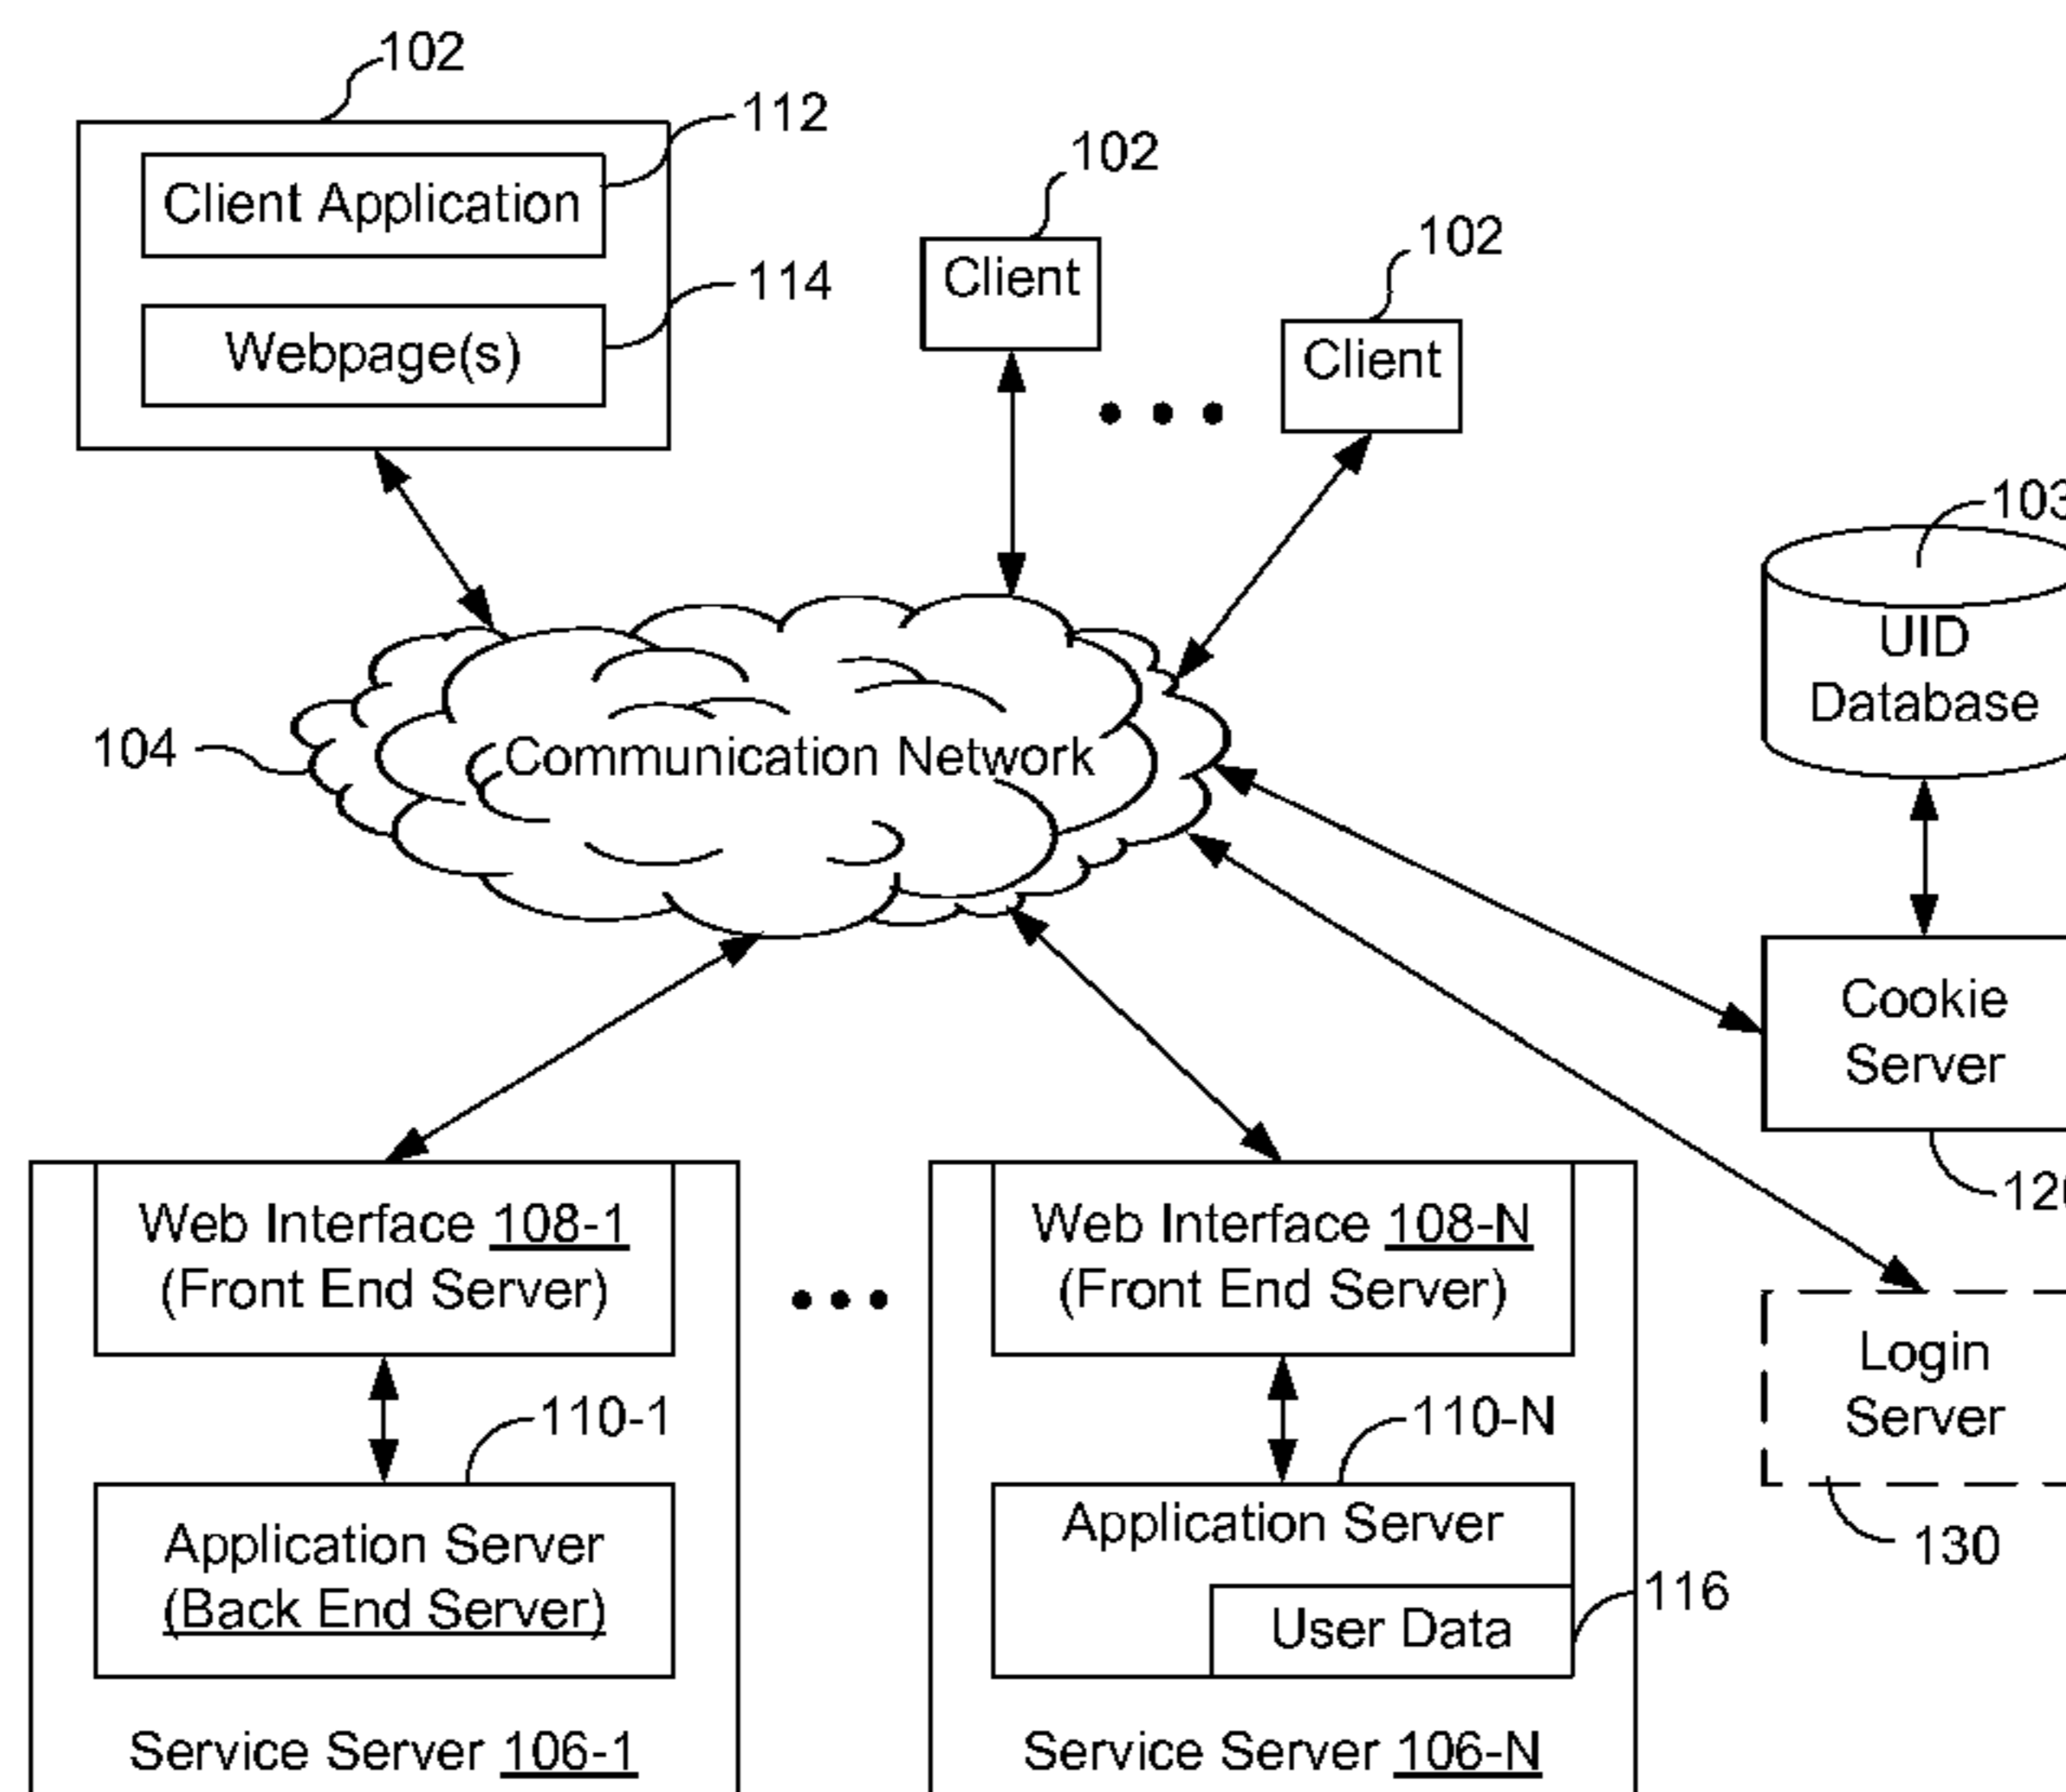 102
112
Client Application
114
Webpage(s)
102
Client
102
Client
103
UID
Database
104
Communication Network
Cookie
Server
120
Web Interface 108-1
(Front End Server)
Web Interface 108-N
(Front End Server)
Login
Server
130
110-1
110-N
Application Server
(Back End Server)
Application Server
User Data
116
Service Server 106-1
Service Server 106-N